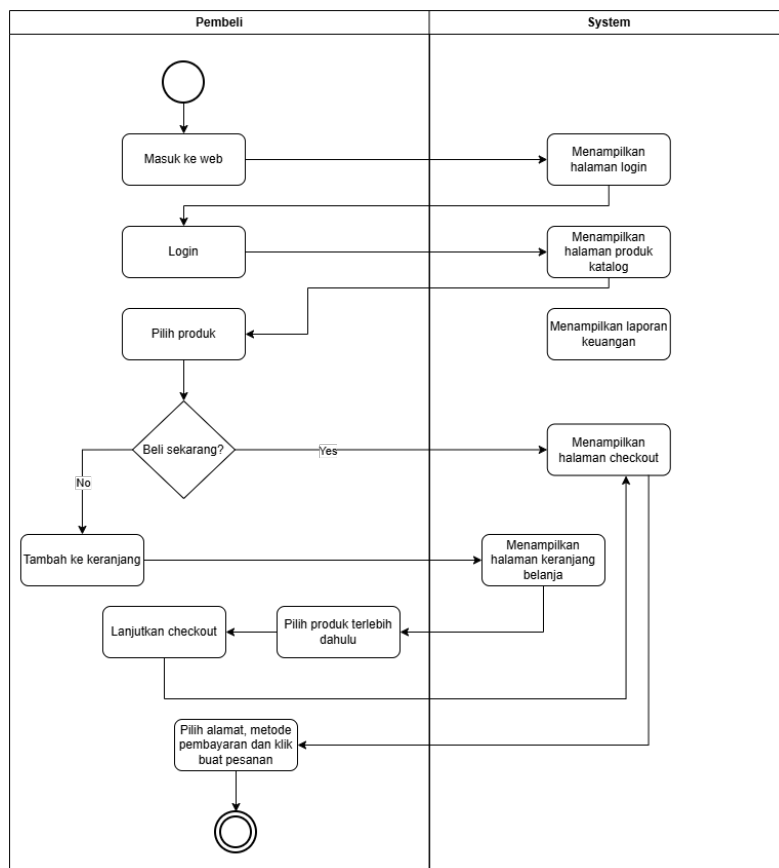 Pembeli
System
Masuk ke web
Menampilkan
halaman login
Login
Menampilkan
halaman produk
katalog
Pilih produk
Menampilkan laporan
keuangan
Beli sekarang?
Yes
Menampilkan
halaman checkout
No
Tambah ke keranjang
Menampilkan
halaman keranjang
belanja
Lanjutkan checkout
Pilih produk terlebih
dahulu
Pilih alamat, metode
pembayaran dan klik
buat pesanan